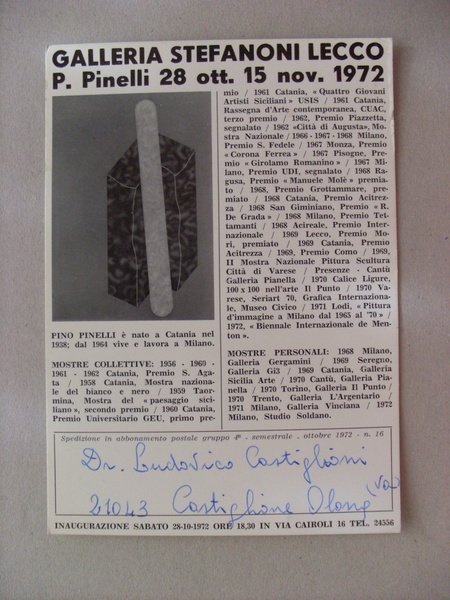 GALLERIA STEFANONI LECCO
P. Pinelli 28 ott. 15 nov. 1972
PINO PINELLI è nato a Catania nel
1938; dal 1964 vive e lavora a Milano.
MOSTRE COLLETTIVE: 1956 - 1969 -
1961 - 1962 Catania, Premio S. Aga-
ta / 1958 Catania, Mostra naziona-
le del bianco e nero / 1959 Taor-
mina, Mostra del «paesaggio sici-
liano», secondo premio / 1960 Catania,
Premio Universitario GEU, primo pre-
mio / 1961 Catania, «Quattro Giovani
Artisti Siciliani» USIS / 1961 Catania,
Rassegna d'Arte contemporanea, CUAC,
terzo premio / 1962, Premio Piazzetta,
segnalato / 1962 «Città di Augusta», Mo-
stra Nazionale / 1966 - 1967 - 1968 Milano,
Premio S. Fedele / 1967 Monza, Premio
«Corona Ferrea» / 1967 Pisogne, Pre-
mio «Girolamo Romanino» / 1967 Mi-
lano, Premio UDI, segnalato / 1968 Ra-
gusa, Premio «Manuele Molè» premia-
to / 1968, Premio Grottammare, pre-
miato / 1968 Catania, Premio Acitrez-
za / 1968 San Giminiano, Premio «R.
De Grada» / 1968 Milano, Premio Tet-
tamanti / 1968 Acireale, Premio Inter-
nazionale / 1969 Lecco, Premio Mo-
ri, premiato / 1969 Catania, Premio
Acitrezza / 1969, Premio Como / 1969,
II Mostra Nazionale Pittura Scultura
Città di Varese / Presenze - Cantù
Galleria Pianella / 1970 Calice Ligure,
100 x 100 nell'arte Il Punto / 1970 Va-
rese, Seriart 70, Grafica Internaziona-
le, Museo Civico / 1971 Lodi, «Pittura
d'immagine a Milano dal 1965 al '70» /
1972, «Biennale Internazionale de Men-
ton».
MOSTRE PERSONALI: 1968 Milano,
Galleria Gergamini / 1969 Seregno,
Galleria Gi3 / 1969 Catania, Galleria
Sicilia Arte / 1970 Cantù, Galleria Pia-
nella / 1970 Torino, Galleria Il Punto /
1970 Trento, Galleria L'Argentario /
1971 Milano, Galleria Vinciana / 1972
Milano, Studio Soldano.
Spedizione in abbonamento postale gruppo - semestrale - ottobre 1972 - n. 16
Dr. Ludovico Castiglioni
21043 Castiglione Olona (Va)
INAUGURAZIONE SABATO 28-10-1972 ORE 18,30 IN VIA CAIROLI 16 TEL. 24556